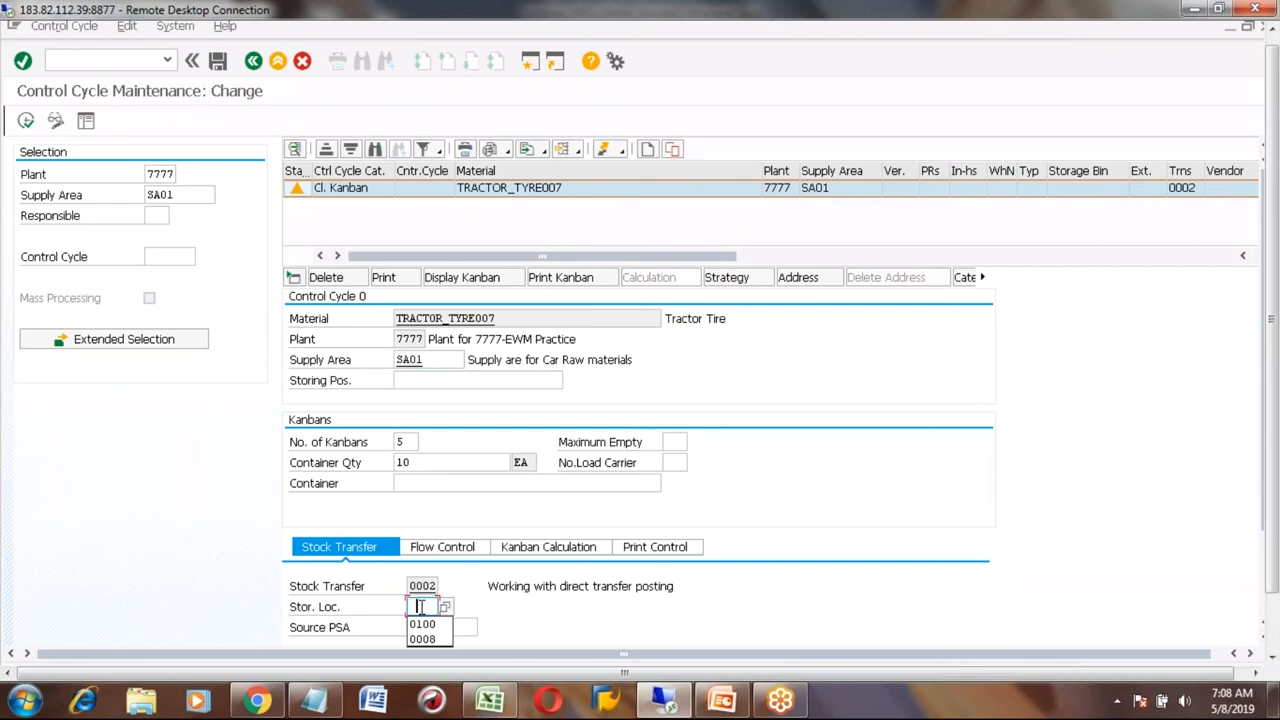 183.82.112.39:8877 - Remote Desktop Connection
Control Cycle Edit System Help
Control Cycle Maintenance: Change
Selection
Plant 7777
Supply Area SA01
Responsible
Control Cycle
Mass Processing
Extended Selection
Sta... Ctrl Cycle Cat. Cntr.Cycle Material Plant Supply Area Ver. PRs In-hs WhN Typ Storage Bin Ext. Trns Vendor
Cl. Kanban TRACTOR_TYRE007 7777 SA01 0002
Delete Print Display Kanban Print Kanban Calculation Strategy Address Delete Address Cate
Control Cycle 0
Material TRACTOR_TYRE007 Tractor Tire
Plant 7777 Plant for 7777-EWM Practice
Supply Area SA01 Supply are for Car Raw materials
Storing Pos.
Kanbans
No. of Kanbans 5 Maximum Empty
Container Qty 10 EA No.Load Carrier
Container
Stock Transfer Flow Control Kanban Calculation Print Control
Stock Transfer 0002 Working with direct transfer posting
Stor. Loc.
0100
Source PSA
0008
7:08 AM
5/8/2019